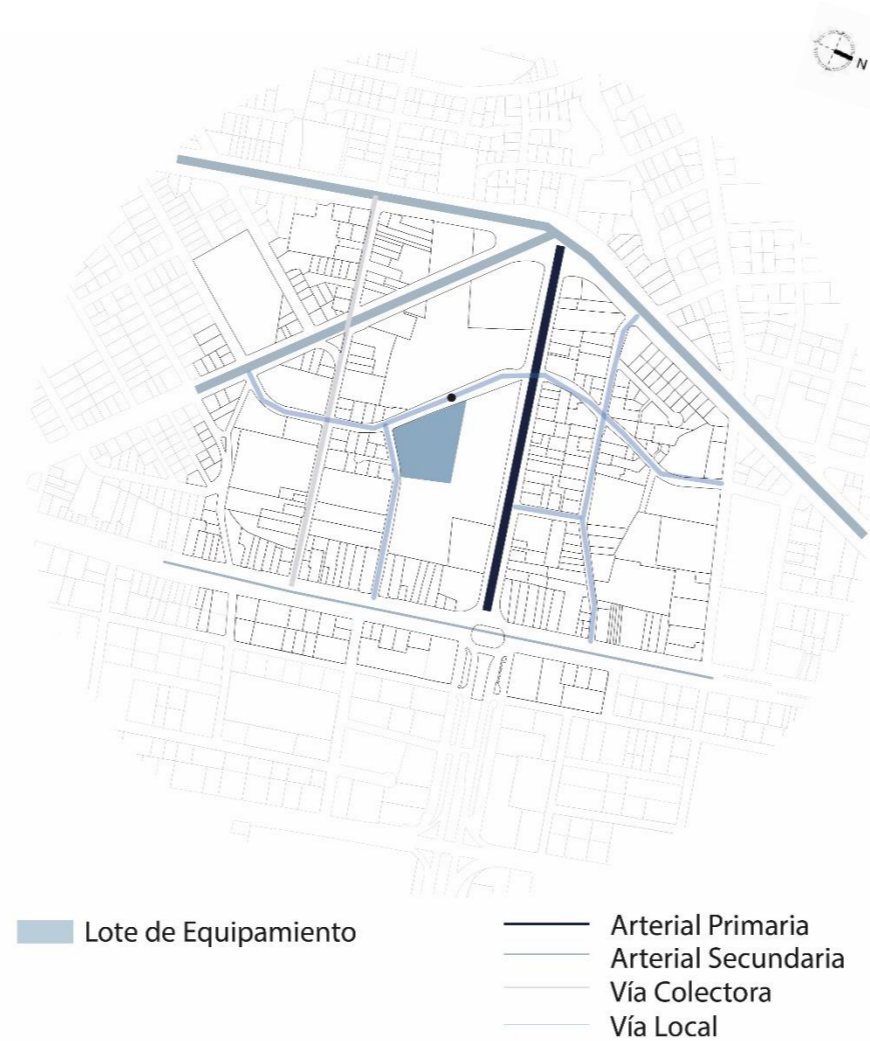 N
Lote de Equipamiento
Arterial Primaria
Arterial Secundaria
Vía Colectora
Vía Local